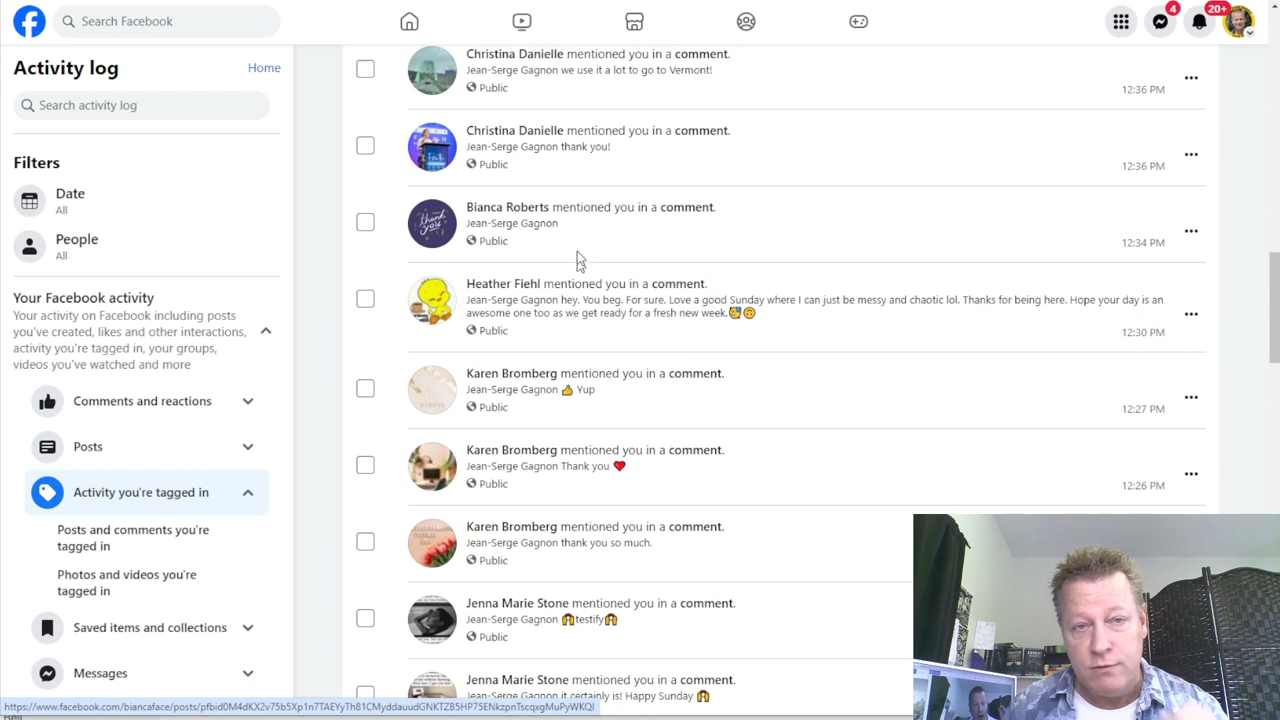 Search Facebook
4
20+
Activity log
Home
Search activity log
Filters
Date
All
People
All
Your Facebook activity
Your activity on Facebook including posts
you've created, likes and other interactions,
activity you're tagged in, your groups,
videos you've watched and more
Comments and reactions
Posts
Activity you're tagged in
Posts and comments you're
tagged in
Photos and videos you're
tagged in
Saved items and collections
Messages
Christina Danielle mentioned you in a comment.
Jean-Serge Gagnon we use it a lot to go to Vermont!
Public
12:36 PM
Christina Danielle mentioned you in a comment.
Jean-Serge Gagnon thank you!
Public
12:36 PM
thank you
Bianca Roberts mentioned you in a comment.
Jean-Serge Gagnon
Public
12:34 PM
Heather Fiehl mentioned you in a comment.
Jean-Serge Gagnon hey. You beg. For sure. Love a good Sunday where I can just be messy and chaotic lol. Thanks for being here. Hope your day is an
awesome one too as we get ready for a fresh new week.🥰🙃
Public
12:30 PM
Karen Bromberg mentioned you in a comment.
Jean-Serge Gagnon 👍 Yup
Public
12:27 PM
Karen Bromberg mentioned you in a comment.
Jean-Serge Gagnon Thank you ❤️
Public
12:26 PM
Karen Bromberg mentioned you in a comment.
Jean-Serge Gagnon thank you so much.
Public
Jenna Marie Stone mentioned you in a comment.
Jean-Serge Gagnon 🙌testify🙌
Public
Jenna Marie Stone mentioned you in a comment.
Jean-Serge Gagnon it certainly is! Happy Sunday 🙌